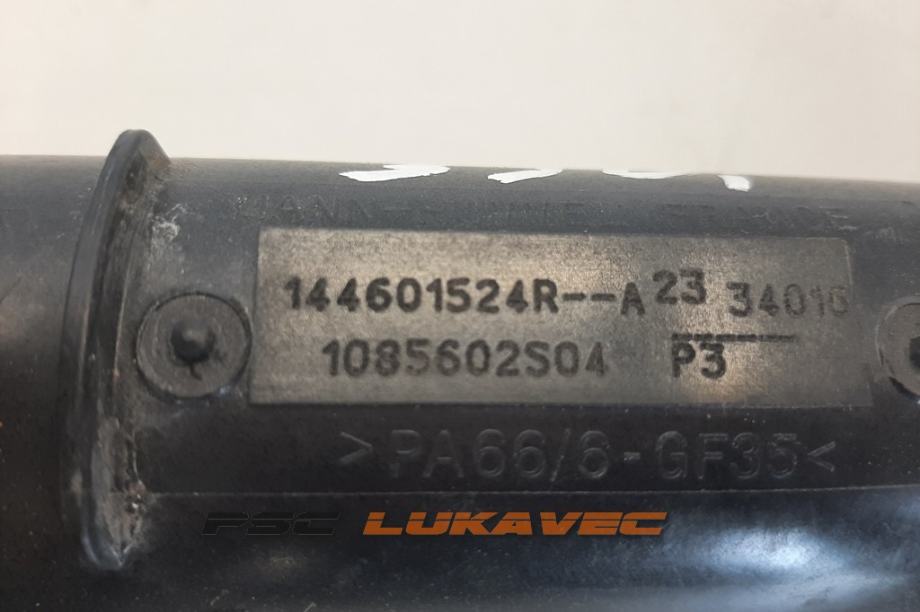 144601524R--A 23 34016
1085602S04 P3
>PA66/6-GF35<
PSC LUKAVEC